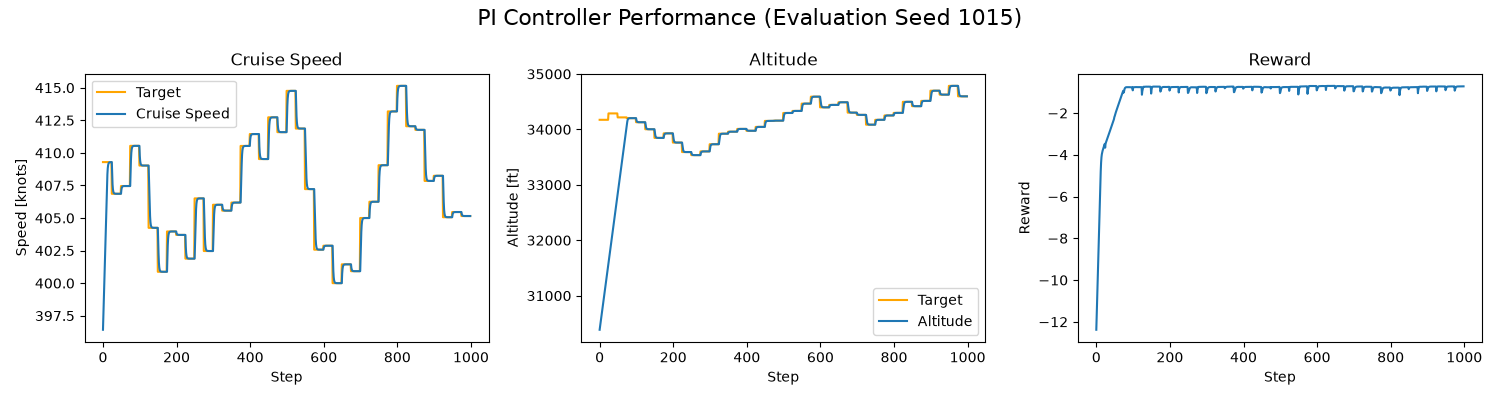 PI Controller Performance (Evaluation Seed 1015)
Cruise Speed
Speed [knots]
415.0
412.5
410.0
407.5
405.0
402.5
400.0
397.5
Target
Cruise Speed
0 200 400 600 800 1000
Step
Altitude
Altitude [ft]
35000
34000
33000
32000
31000
Target
Altitude
0 200 400 600 800 1000
Step
Reward
Reward
−2
−4
−6
−8
−10
−12
0 200 400 600 800 1000
Step